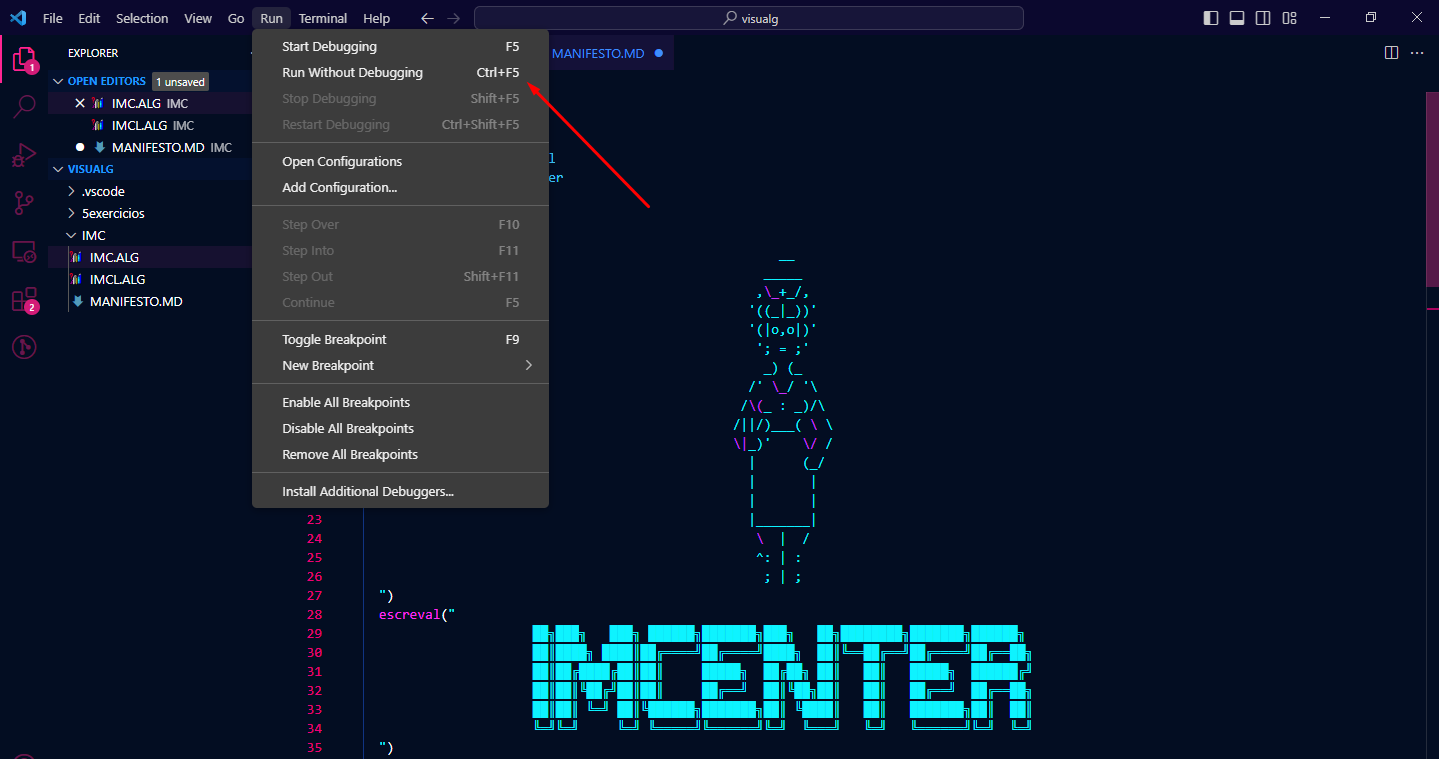 File Edit Selection View Go Run Terminal Help visualg
EXPLORER
MANIFESTO.MD
OPEN EDITORS 1 unsaved
IMC.ALG IMC
IMCL.ALG IMC
MANIFESTO.MD IMC
VISUALG
.vscode
5exercicios
IMC
IMC.ALG
IMCL.ALG
MANIFESTO.MD
1
2
Start Debugging F5
Run Without Debugging Ctrl+F5
Stop Debugging Shift+F5
Restart Debugging Ctrl+Shift+F5
Open Configurations
Add Configuration...
Step Over F10
Step Into F11
Step Out Shift+F11
Continue F5
Toggle Breakpoint F9
New Breakpoint
Enable All Breakpoints
Disable All Breakpoints
Remove All Breakpoints
Install Additional Debuggers...
l
er
23
24
25
26
27 ")
28 escreval("
29
30
31
32
33
34
IMCENTER
35 ")